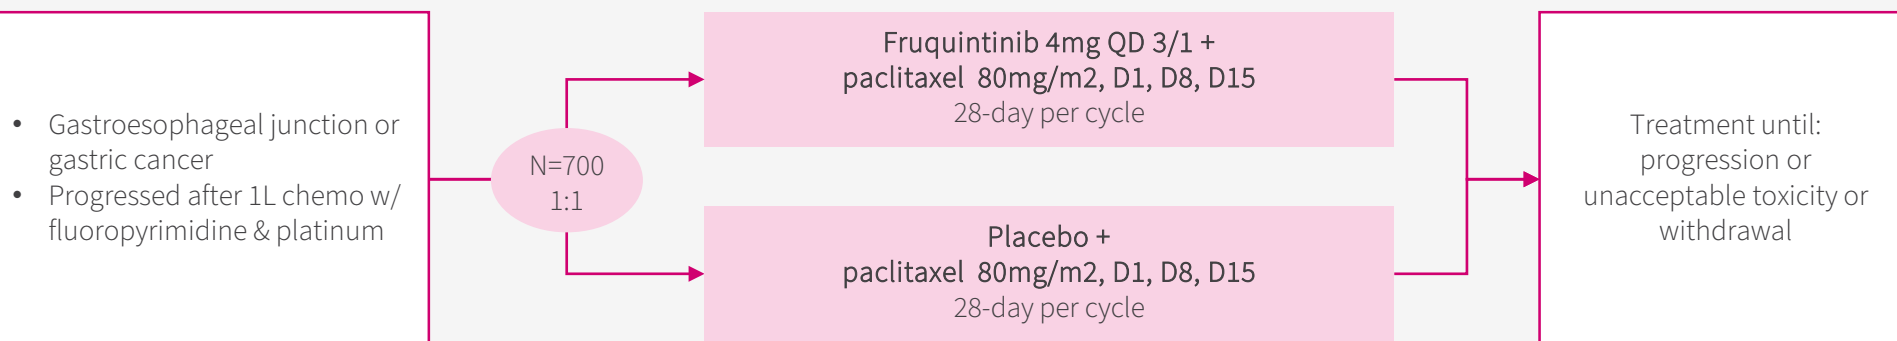 • Gastroesophageal junction or
gastric cancer
• Progressed after 1L chemo w/
fluoropyrimidine & platinum
N=700
1:1
Fruquintinib 4mg QD 3/1 +
paclitaxel 80mg/m2, D1, D8, D15
28-day per cycle
Placebo +
paclitaxel 80mg/m2, D1, D8, D15
28-day per cycle
Treatment until:
progression or
unacceptable toxicity or
withdrawal